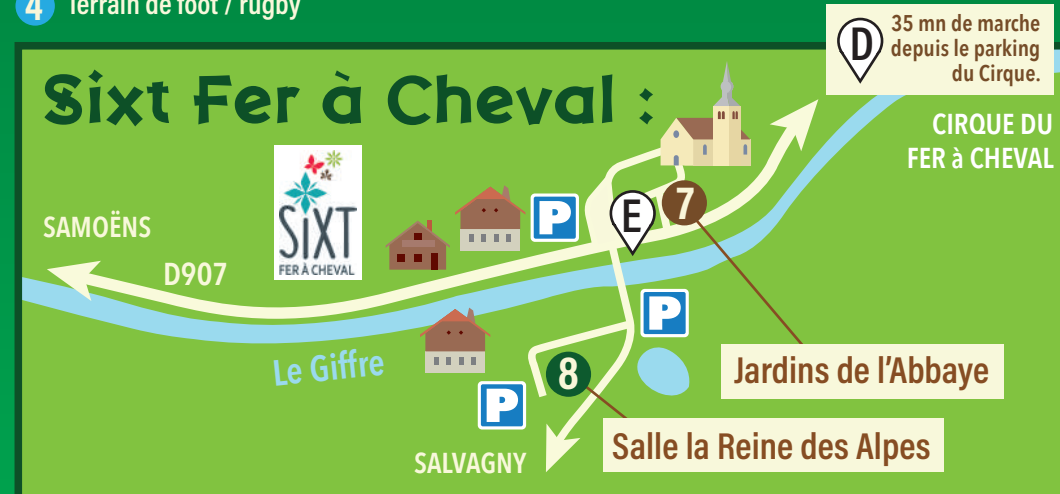 4 Terrain de foot / rugby
D 35 mn de marche
depuis le parking
du Cirque.
Sixt Fer à Cheval :
CIRQUE DU
FER à CHEVAL
SIXT
FER À CHEVAL
P
E
7
SAMOËNS
D907
P
Le Giffre
8
Jardins de l'Abbaye
P
Salle la Reine des Alpes
SALVAGNY